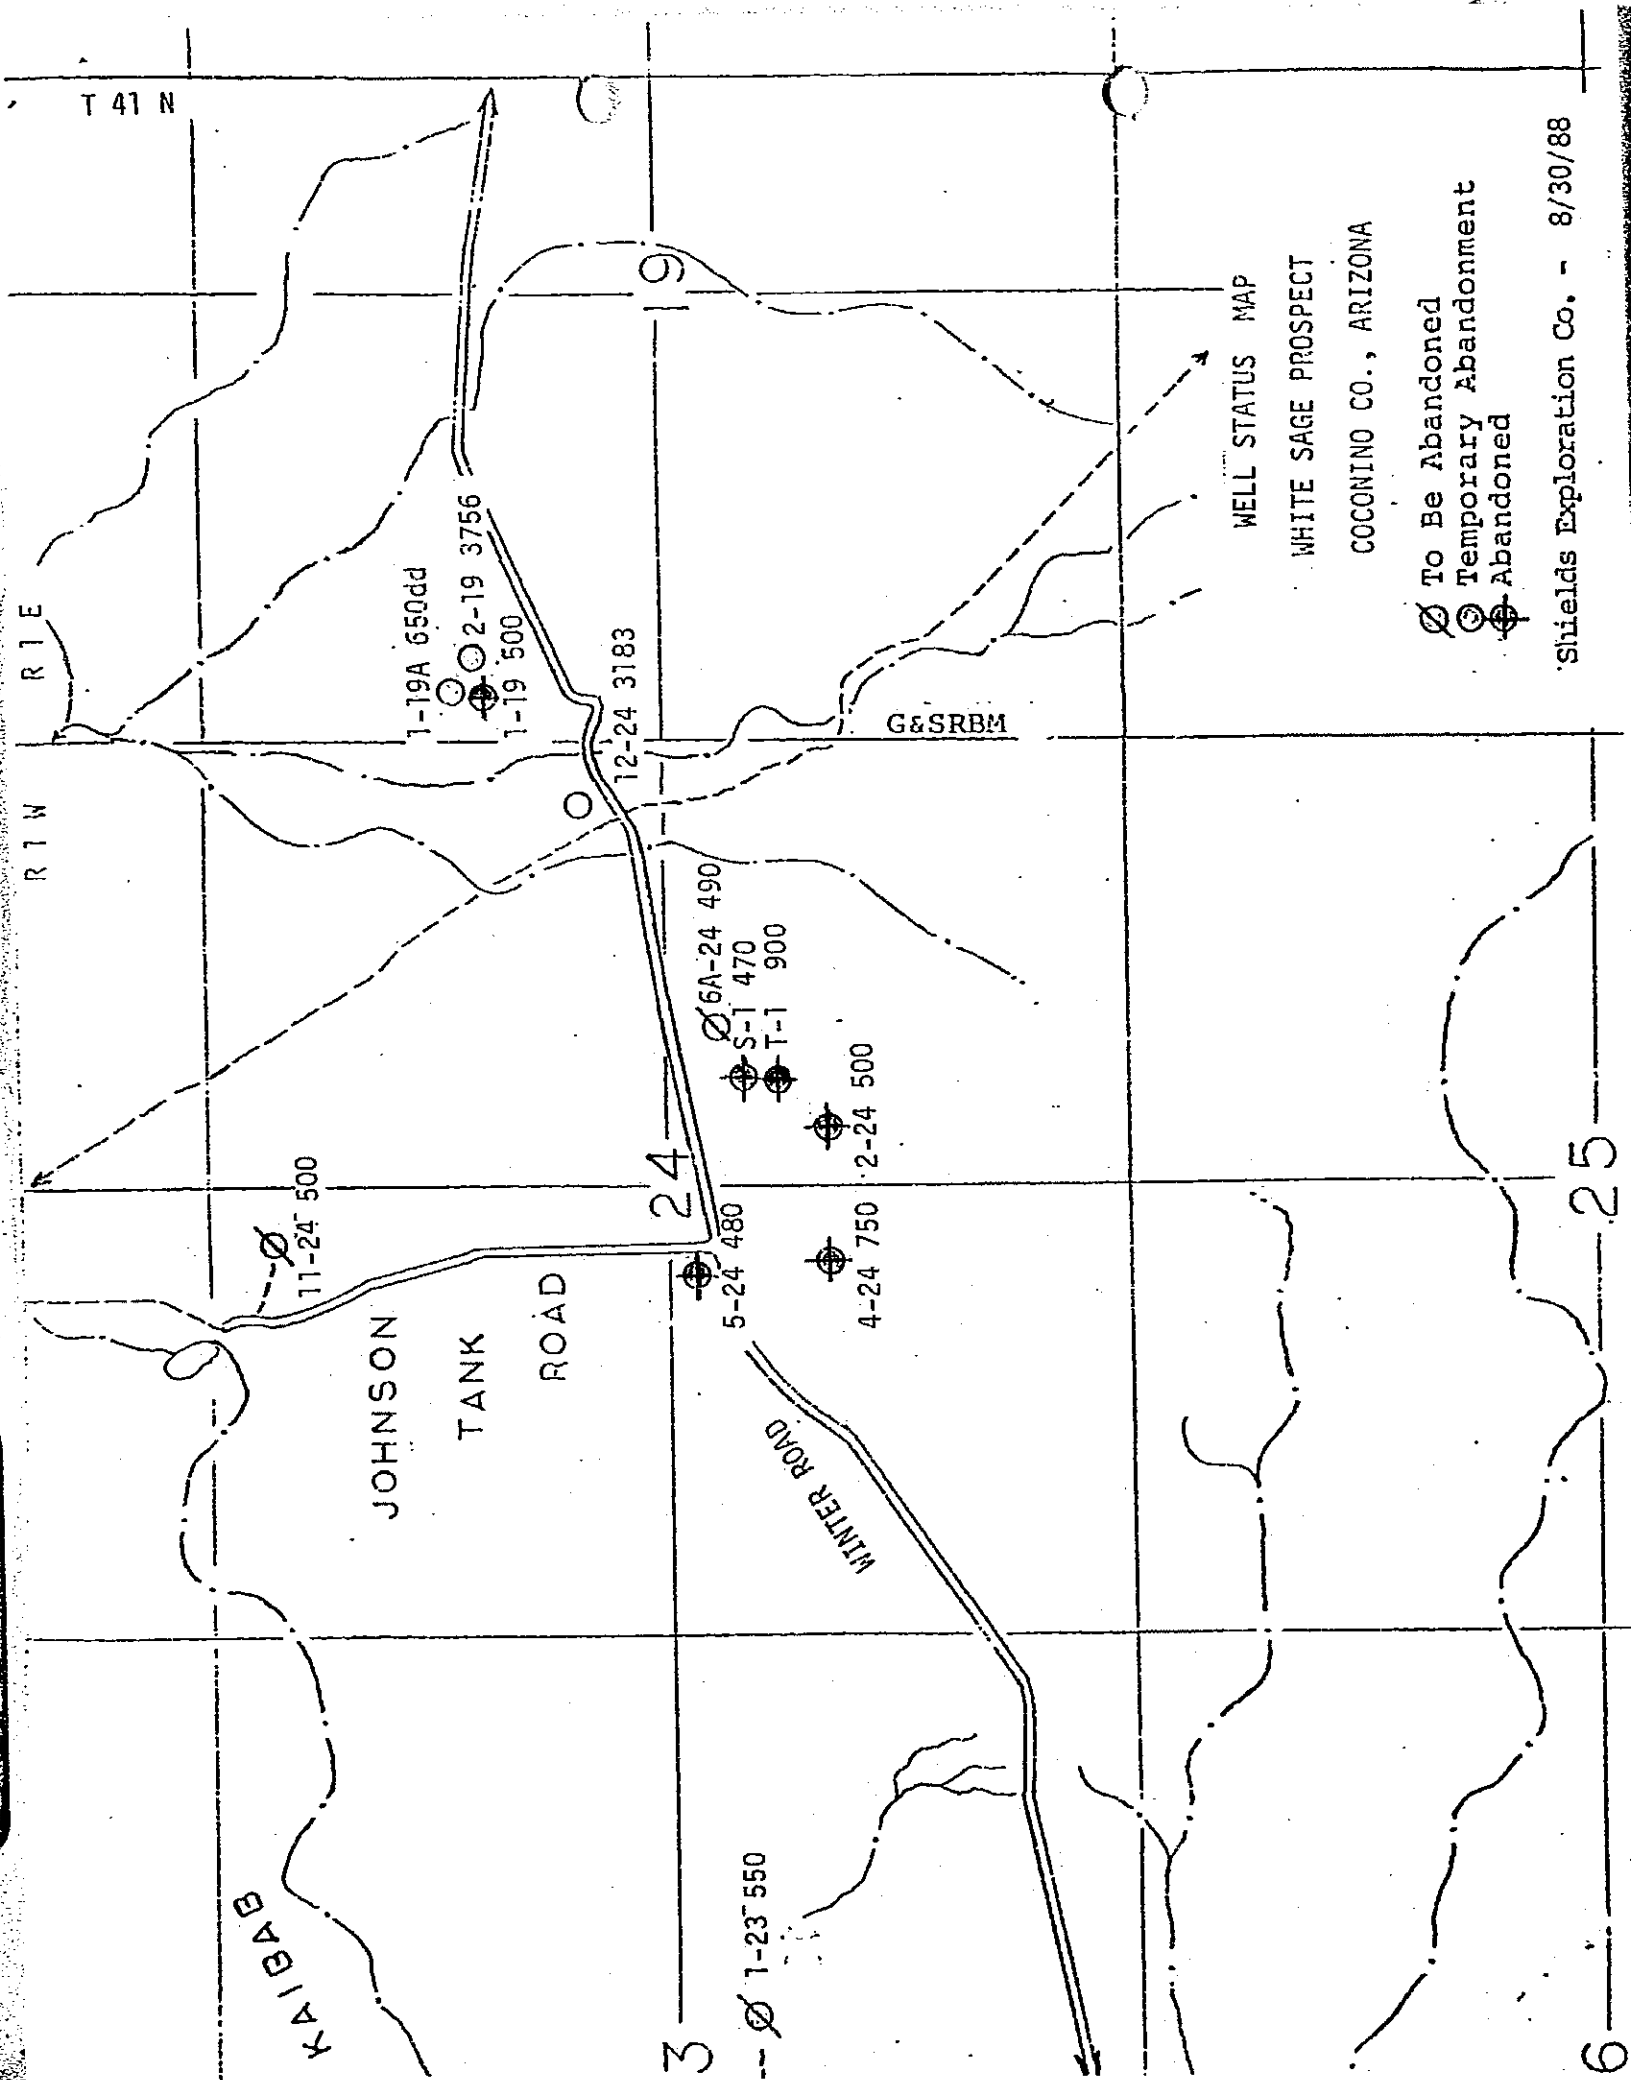 T 41 N
R 1 W
R 1 E
KAIBAB
JOHNSON
TANK
ROAD
11-24 500
1-19A 650dd
2-19 3756
1-19 500
12-24 3183
3
24
19
6A-24 490
S-1 470
T-1 900
5-24 480
4-24 750
2-24 500
1-23 550
WINTER ROAD
G&SRBM
6
25
WELL STATUS MAP
WHITE SAGE PROSPECT
COCONINO CO., ARIZONA
To Be Abandoned
Temporary Abandonment
Abandoned
Shields Exploration Co. - 8/30/88